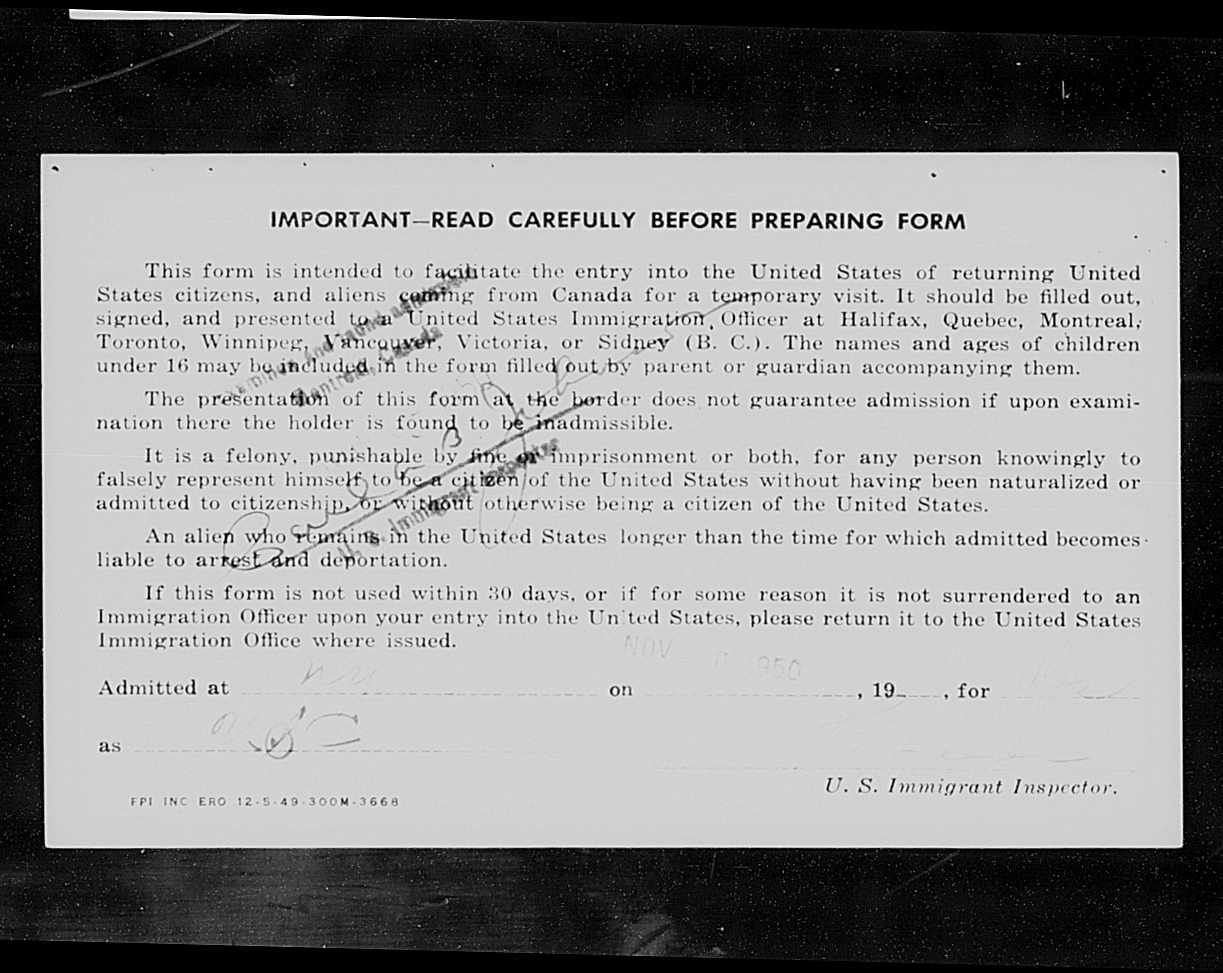 IMPORTANT—READ CAREFULLY BEFORE PREPARING FORM
This form is intended to facilitate the entry into the United States of returning United
States citizens, and aliens coming from Canada for a temporary visit. It should be filled out,
signed, and presented to a United States Immigration Officer at Halifax, Quebec, Montreal,
Toronto, Winnipeg, Vancouver, Victoria, or Sidney (B. C.). The names and ages of children
under 16 may be included in the form filled out by parent or guardian accompanying them.
The presentation of this form at the border does not guarantee admission if upon exami-
nation there the holder is found to be inadmissible.
It is a felony, punishable by fine or imprisonment or both, for any person knowingly to
falsely represent himself to be a citizen of the United States without having been naturalized or
admitted to citizenship, or without otherwise being a citizen of the United States.
An alien who remains in the United States longer than the time for which admitted becomes
liable to arrest and deportation.
If this form is not used within 30 days, or if for some reason it is not surrendered to an
Immigration Officer upon your entry into the United States, please return it to the United States
Immigration Office where issued.
Montreal, Canada
U. S. Immigrant Inspector
NOV 1950
Admitted at on , 19 , for
as
U. S. Immigrant Inspector.
FPI INC ERO 12-5-49-300M-3668